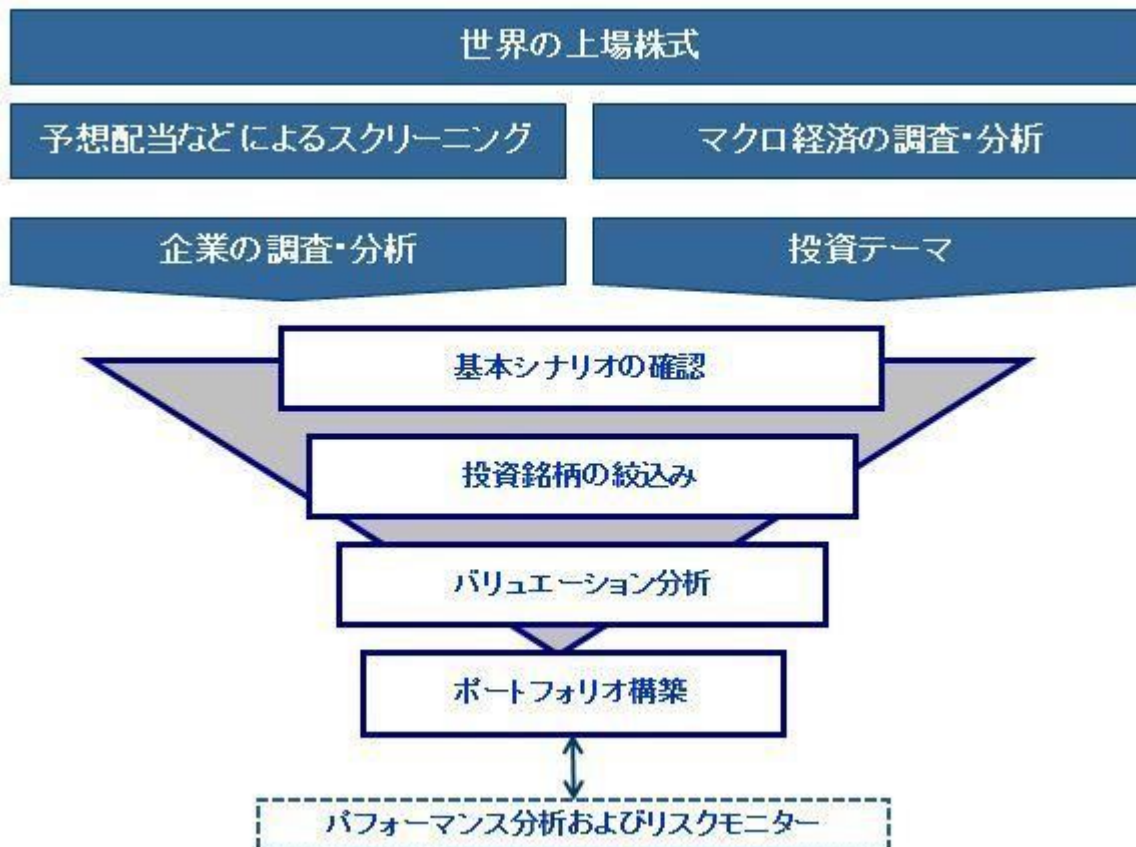 世界の上場株式
予想配当などによるスクリーニング
マクロ経済の調査・分析
企業の調査・分析
投資テーマ
基本シナリオの確認
投資銘柄の絞込み
バリュエーション分析
ポートフォリオ構築
パフォーマンス分析およびリスクモニター